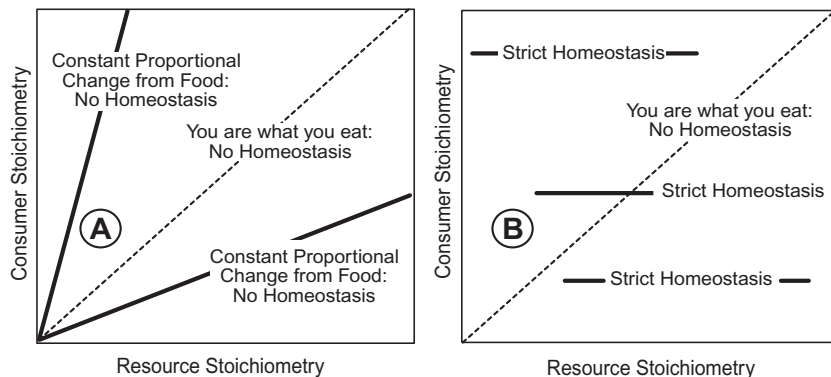 Consumer Stoichiometry
Constant Proportional
Change from Food:
No Homeostasis
You are what you eat:
No Homeostasis
A
Constant Proportional
Change from Food:
No Homeostasis
Resource Stoichiometry
Consumer Stoichiometry
Strict Homeostasis
You are what you eat:
No Homeostasis
Strict Homeostasis
B
Strict Homeostasis
Resource Stoichiometry